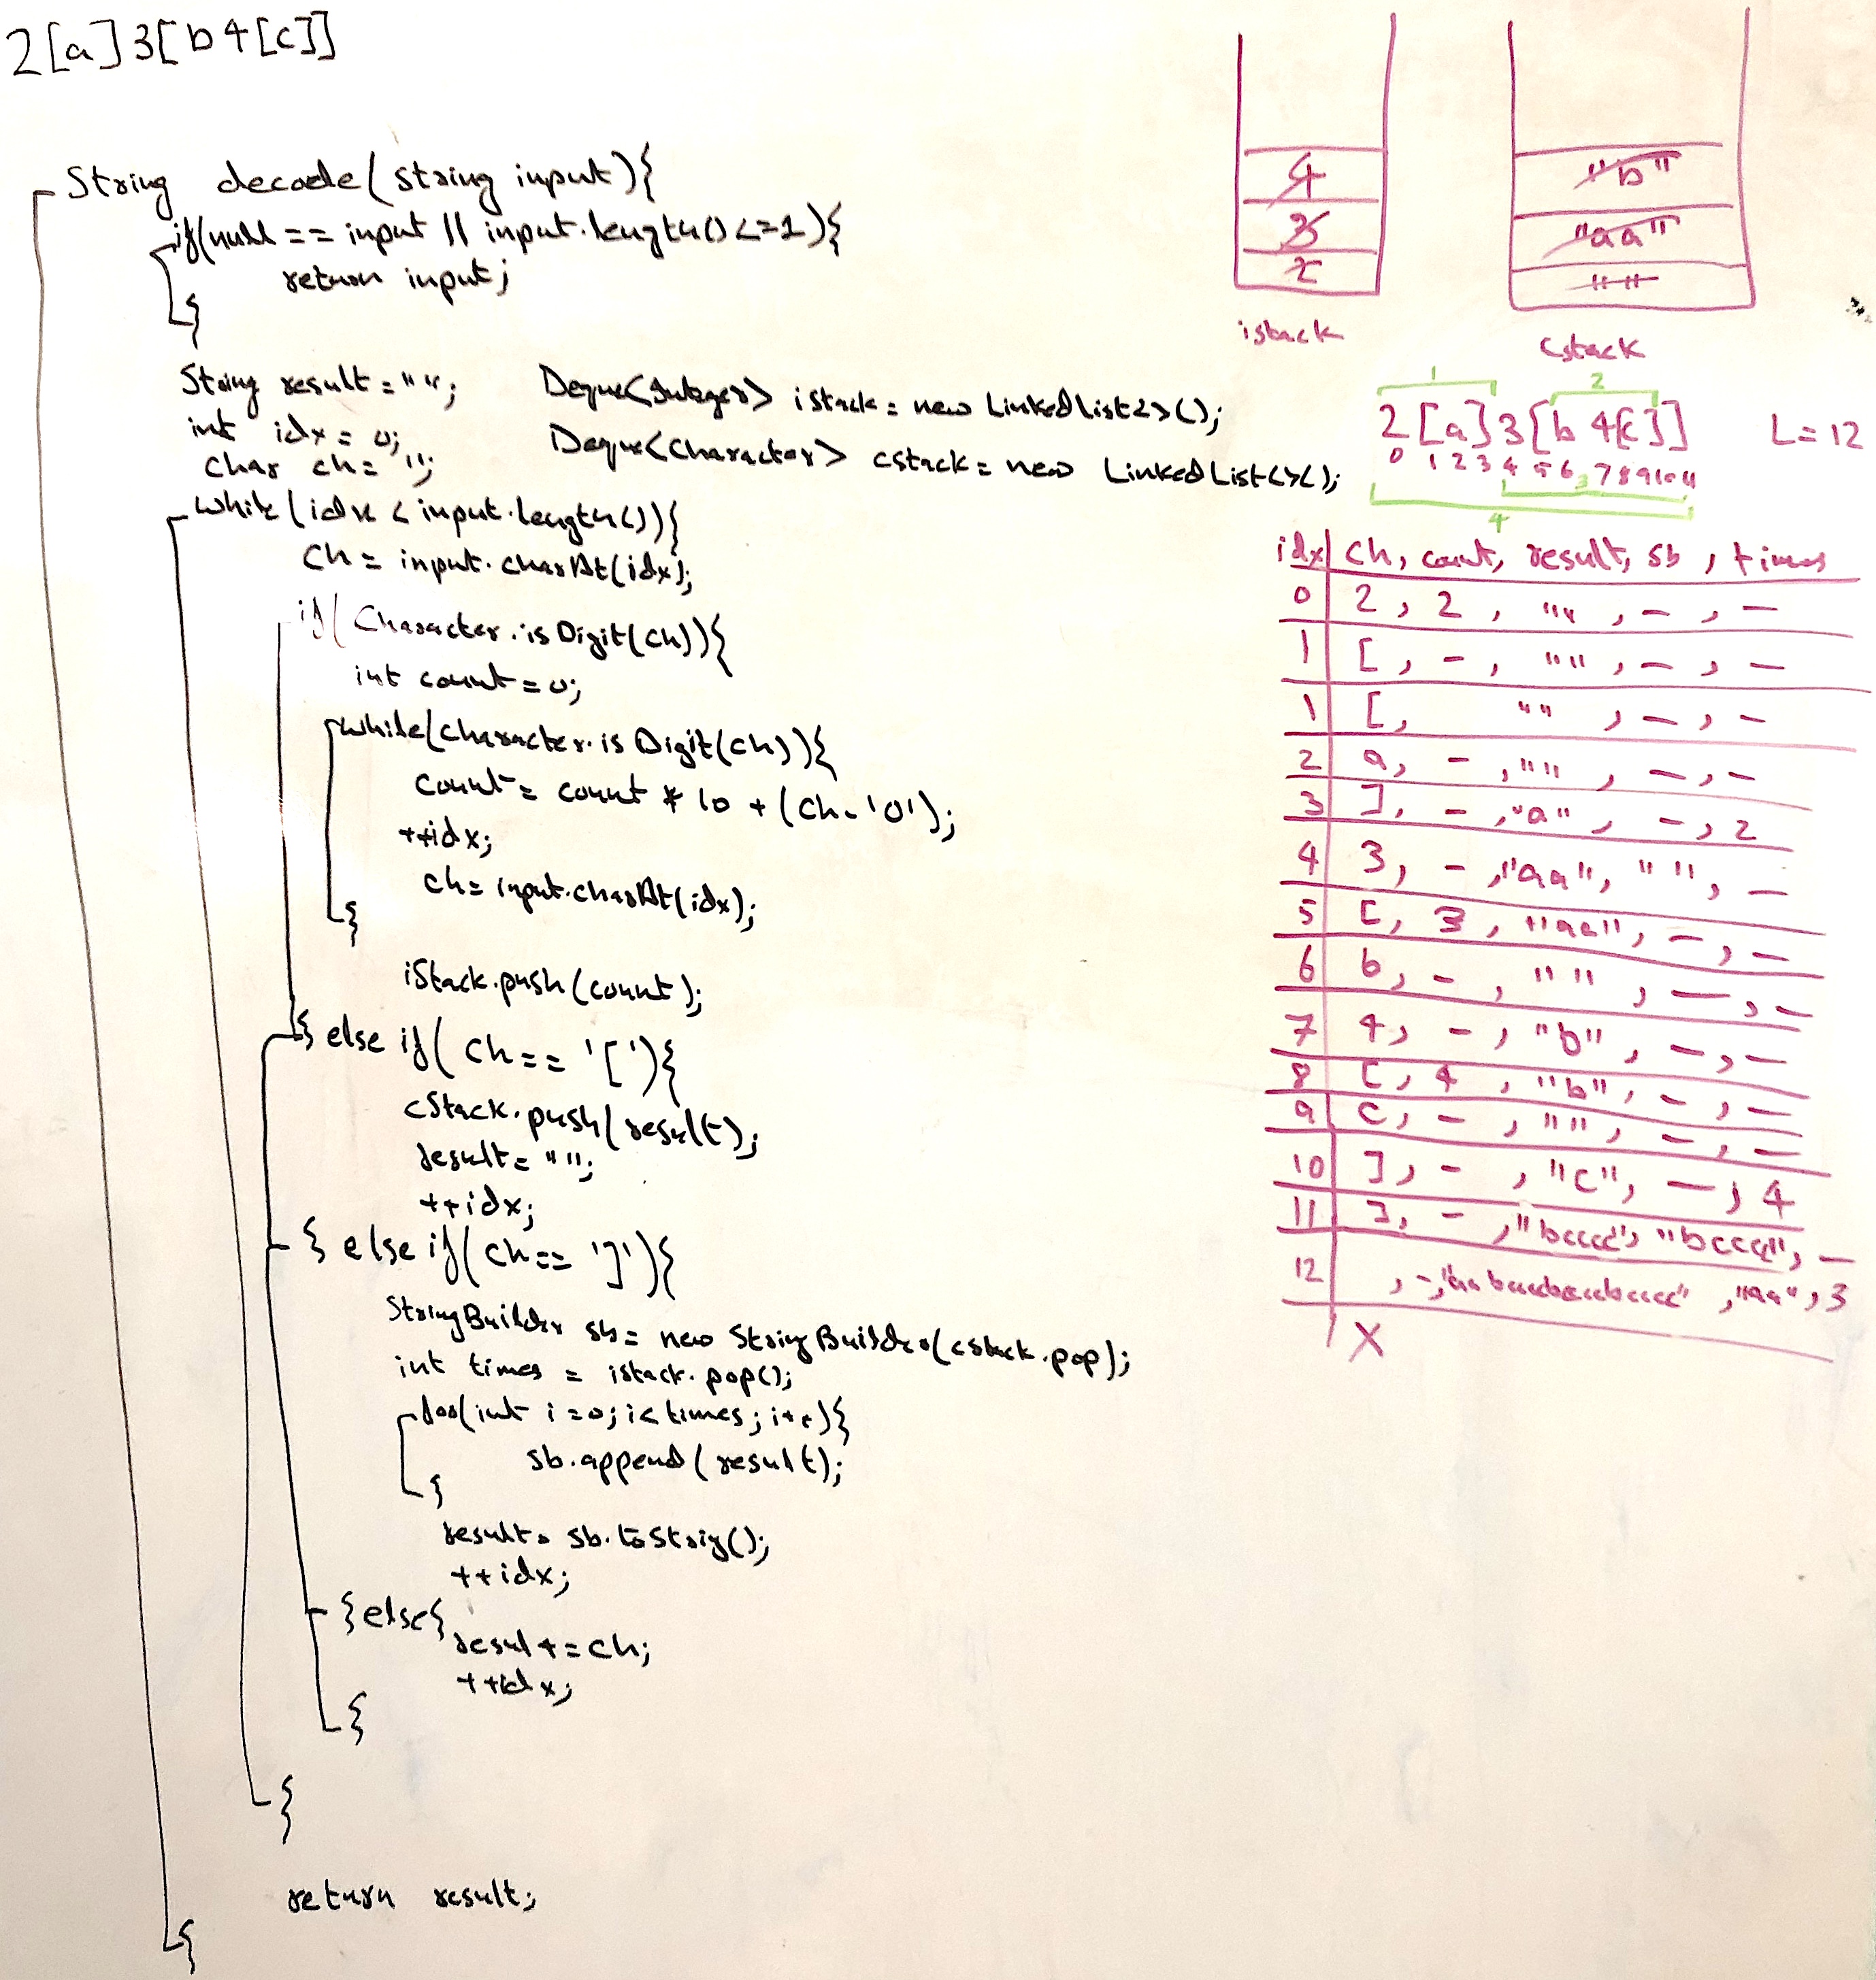 2[a]3[b4[c]]
String decode(string input){
if(null == input || input.length() <=1){
return input;
}
String result = "";
int idx = 0;
char ch = '';
Deque<Integer> istack = new LinkedList<>();
Deque<Character> cstack = new LinkedList<>();
while(idx < input.length()){
ch = input.charAt(idx);
if(Character.isDigit(ch)){
int count = 0;
while(character.isDigit(ch)){
count = count * 10 + (ch-'0');
++idx;
ch = input.charAt(idx);
}
iStack.push(count);
} else if( ch == '['){
cStack.push(result);
result = "";
++idx;
} else if( ch == ']'){
StringBuilder sb = new StringBuilder(cstack.pop);
int times = istack.pop();
for(int i=0; i<times; i++){
sb.append(result);
}
result = sb.toStrig();
++idx;
} else{
resul+=ch;
++idx;
}
}
return result;
}
4
3
2
istack
"b"
"aa"
""
cstack
1 2
2[a]3[b 4[c]] L=12
0 1 2 3 4 5 6 7 8 9 10 11
3
4
idx ch, count, result, sb, times
0 2, 2, "", -, -
1 [, -, "", -, -
1 [, "", -, -
2 a, -, "", -, -
3 ], -, "a", -, 2
4 3, -, "aa", "", -
5 [, 3, "aa", -, -
6 b, -, "", -, -
7 4, -, "b", -, -
8 [, 4, "b", -, -
9 c, -, "", -, -
10 ], -, "c", -, 4
11 ], -, "bcccc", "bcccc", -
12 , -, "aabccccbccccbcccc", "aa", 3
X